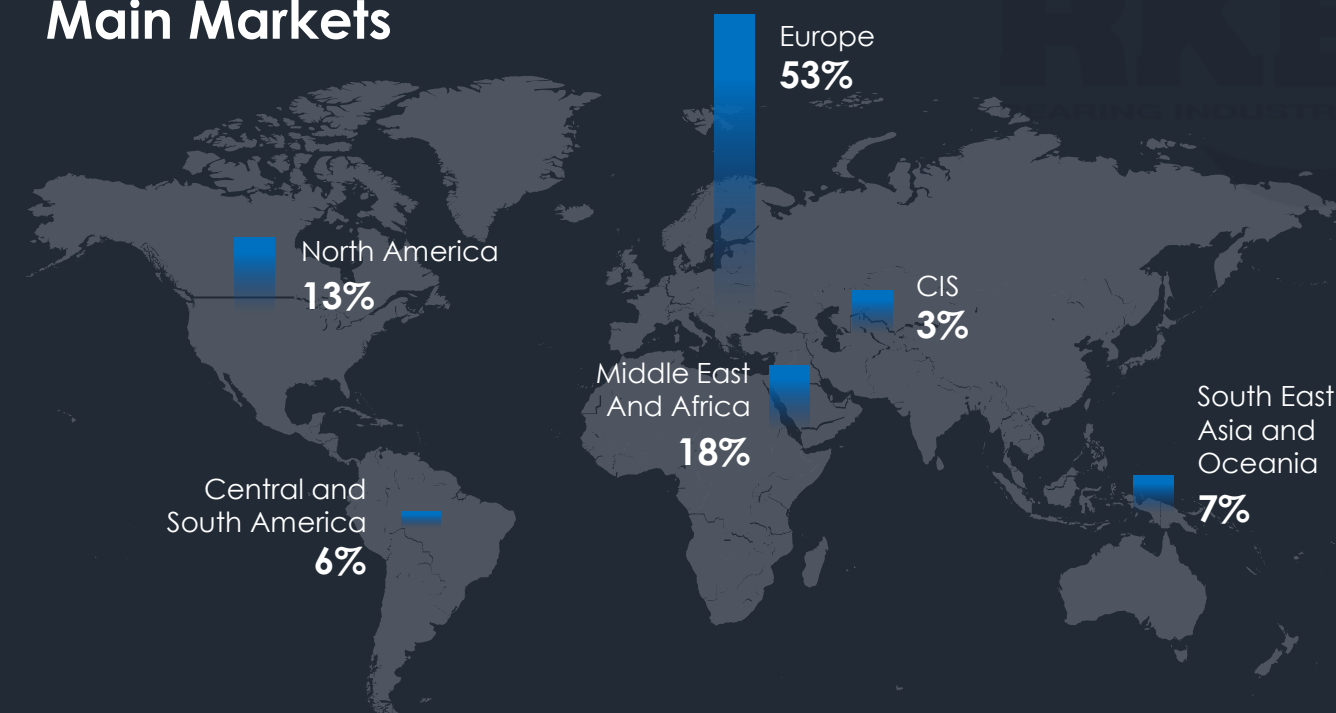 Main Markets
Europe
53%
North America
13%
CIS
3%
Middle East
And Africa
18%
South East
Asia and
Oceania
7%
Central and
South America
6%